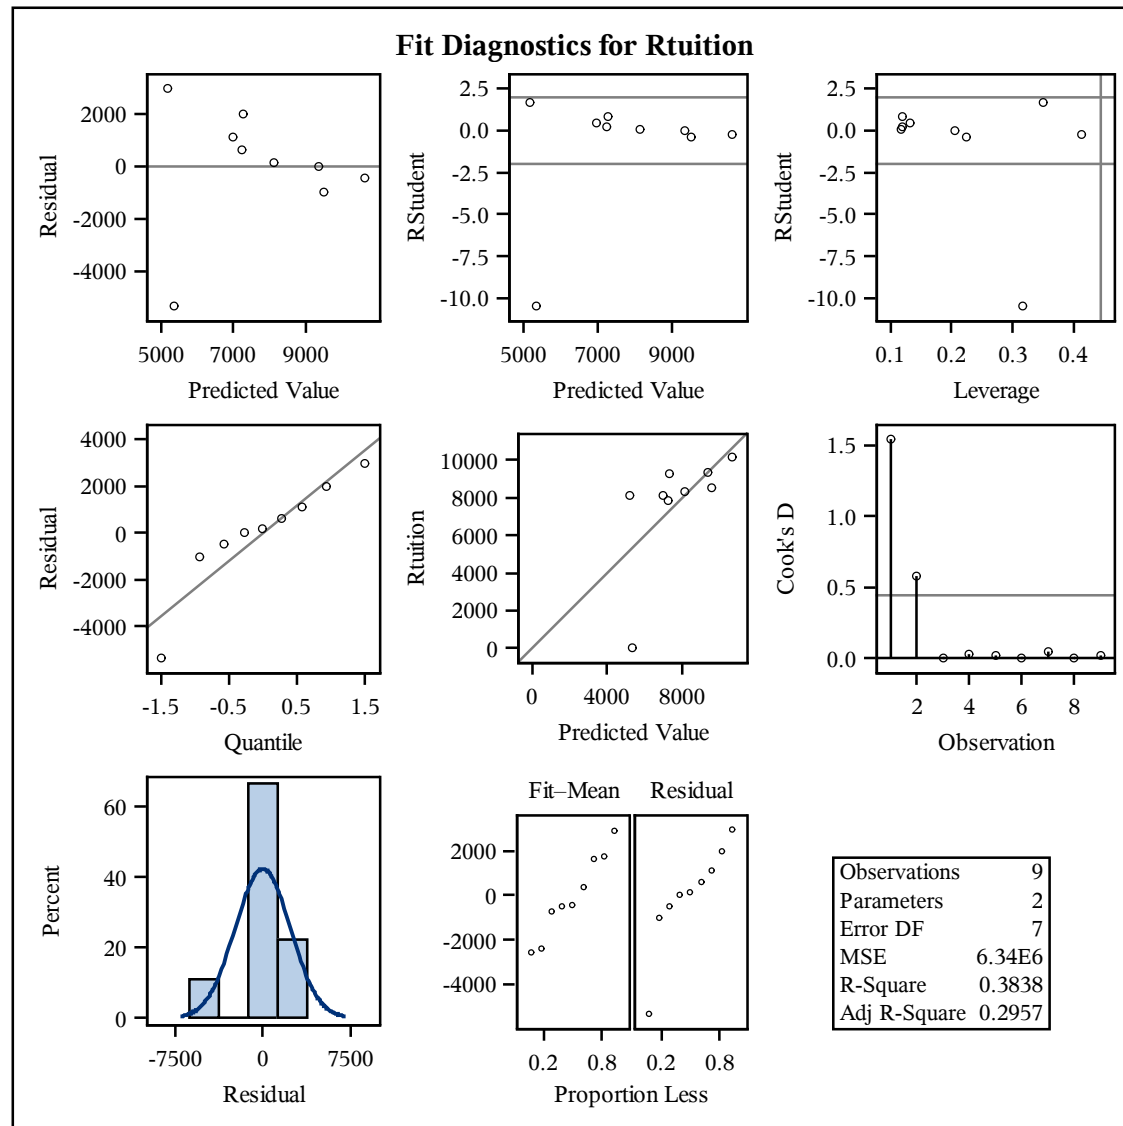 Fit Diagnostics for Rtuition
Residual
2000
0
-2000
-4000
5000 7000 9000
Predicted Value
RStudent
2.5
0.0
-2.5
-5.0
-7.5
-10.0
5000 7000 9000
Predicted Value
RStudent
2.5
0.0
-2.5
-5.0
-7.5
-10.0
0.1 0.2 0.3 0.4
Leverage
Residual
4000
2000
0
-2000
-4000
-1.5 -0.5 0.5 1.5
Quantile
Rtuition
10000
8000
6000
4000
2000
0
0 4000 8000
Predicted Value
Cook's D
1.5
1.0
0.5
0.0
2 4 6 8
Observation
Percent
60
40
20
0
-7500 0 7500
Residual
Fit–Mean Residual
2000
0
-2000
-4000
0.2 0.8 0.2 0.8
Proportion Less
Observations 9
Parameters 2
Error DF 7
MSE 6.34E6
R-Square 0.3838
Adj R-Square 0.2957